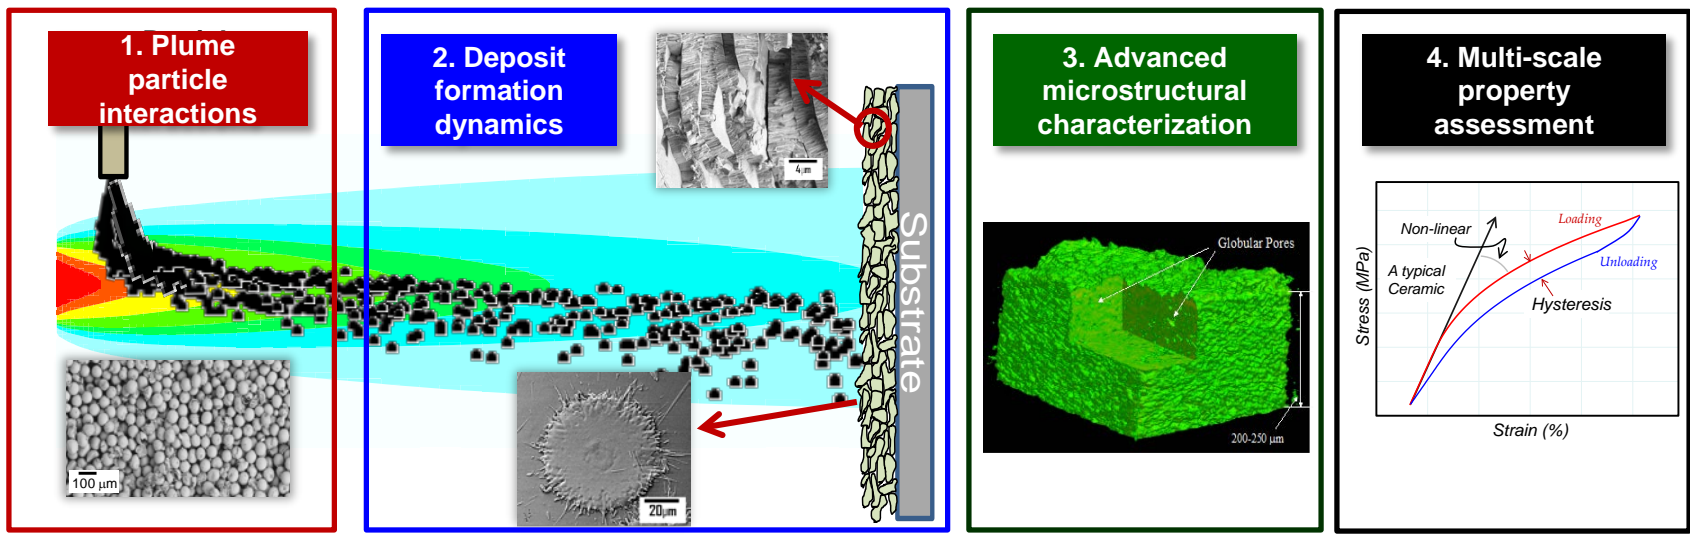 1. Plume
particle
interactions
100 μm
2. Deposit
formation
dynamics
4μm
20μm
Substrate
3. Advanced
microstructural
characterization
Globular Pores
200-250 μm
4. Multi-scale
property
assessment
Stress (MPa)
Non-linear
Loading
A typical
Ceramic
Unloading
Hysteresis
Strain (%)